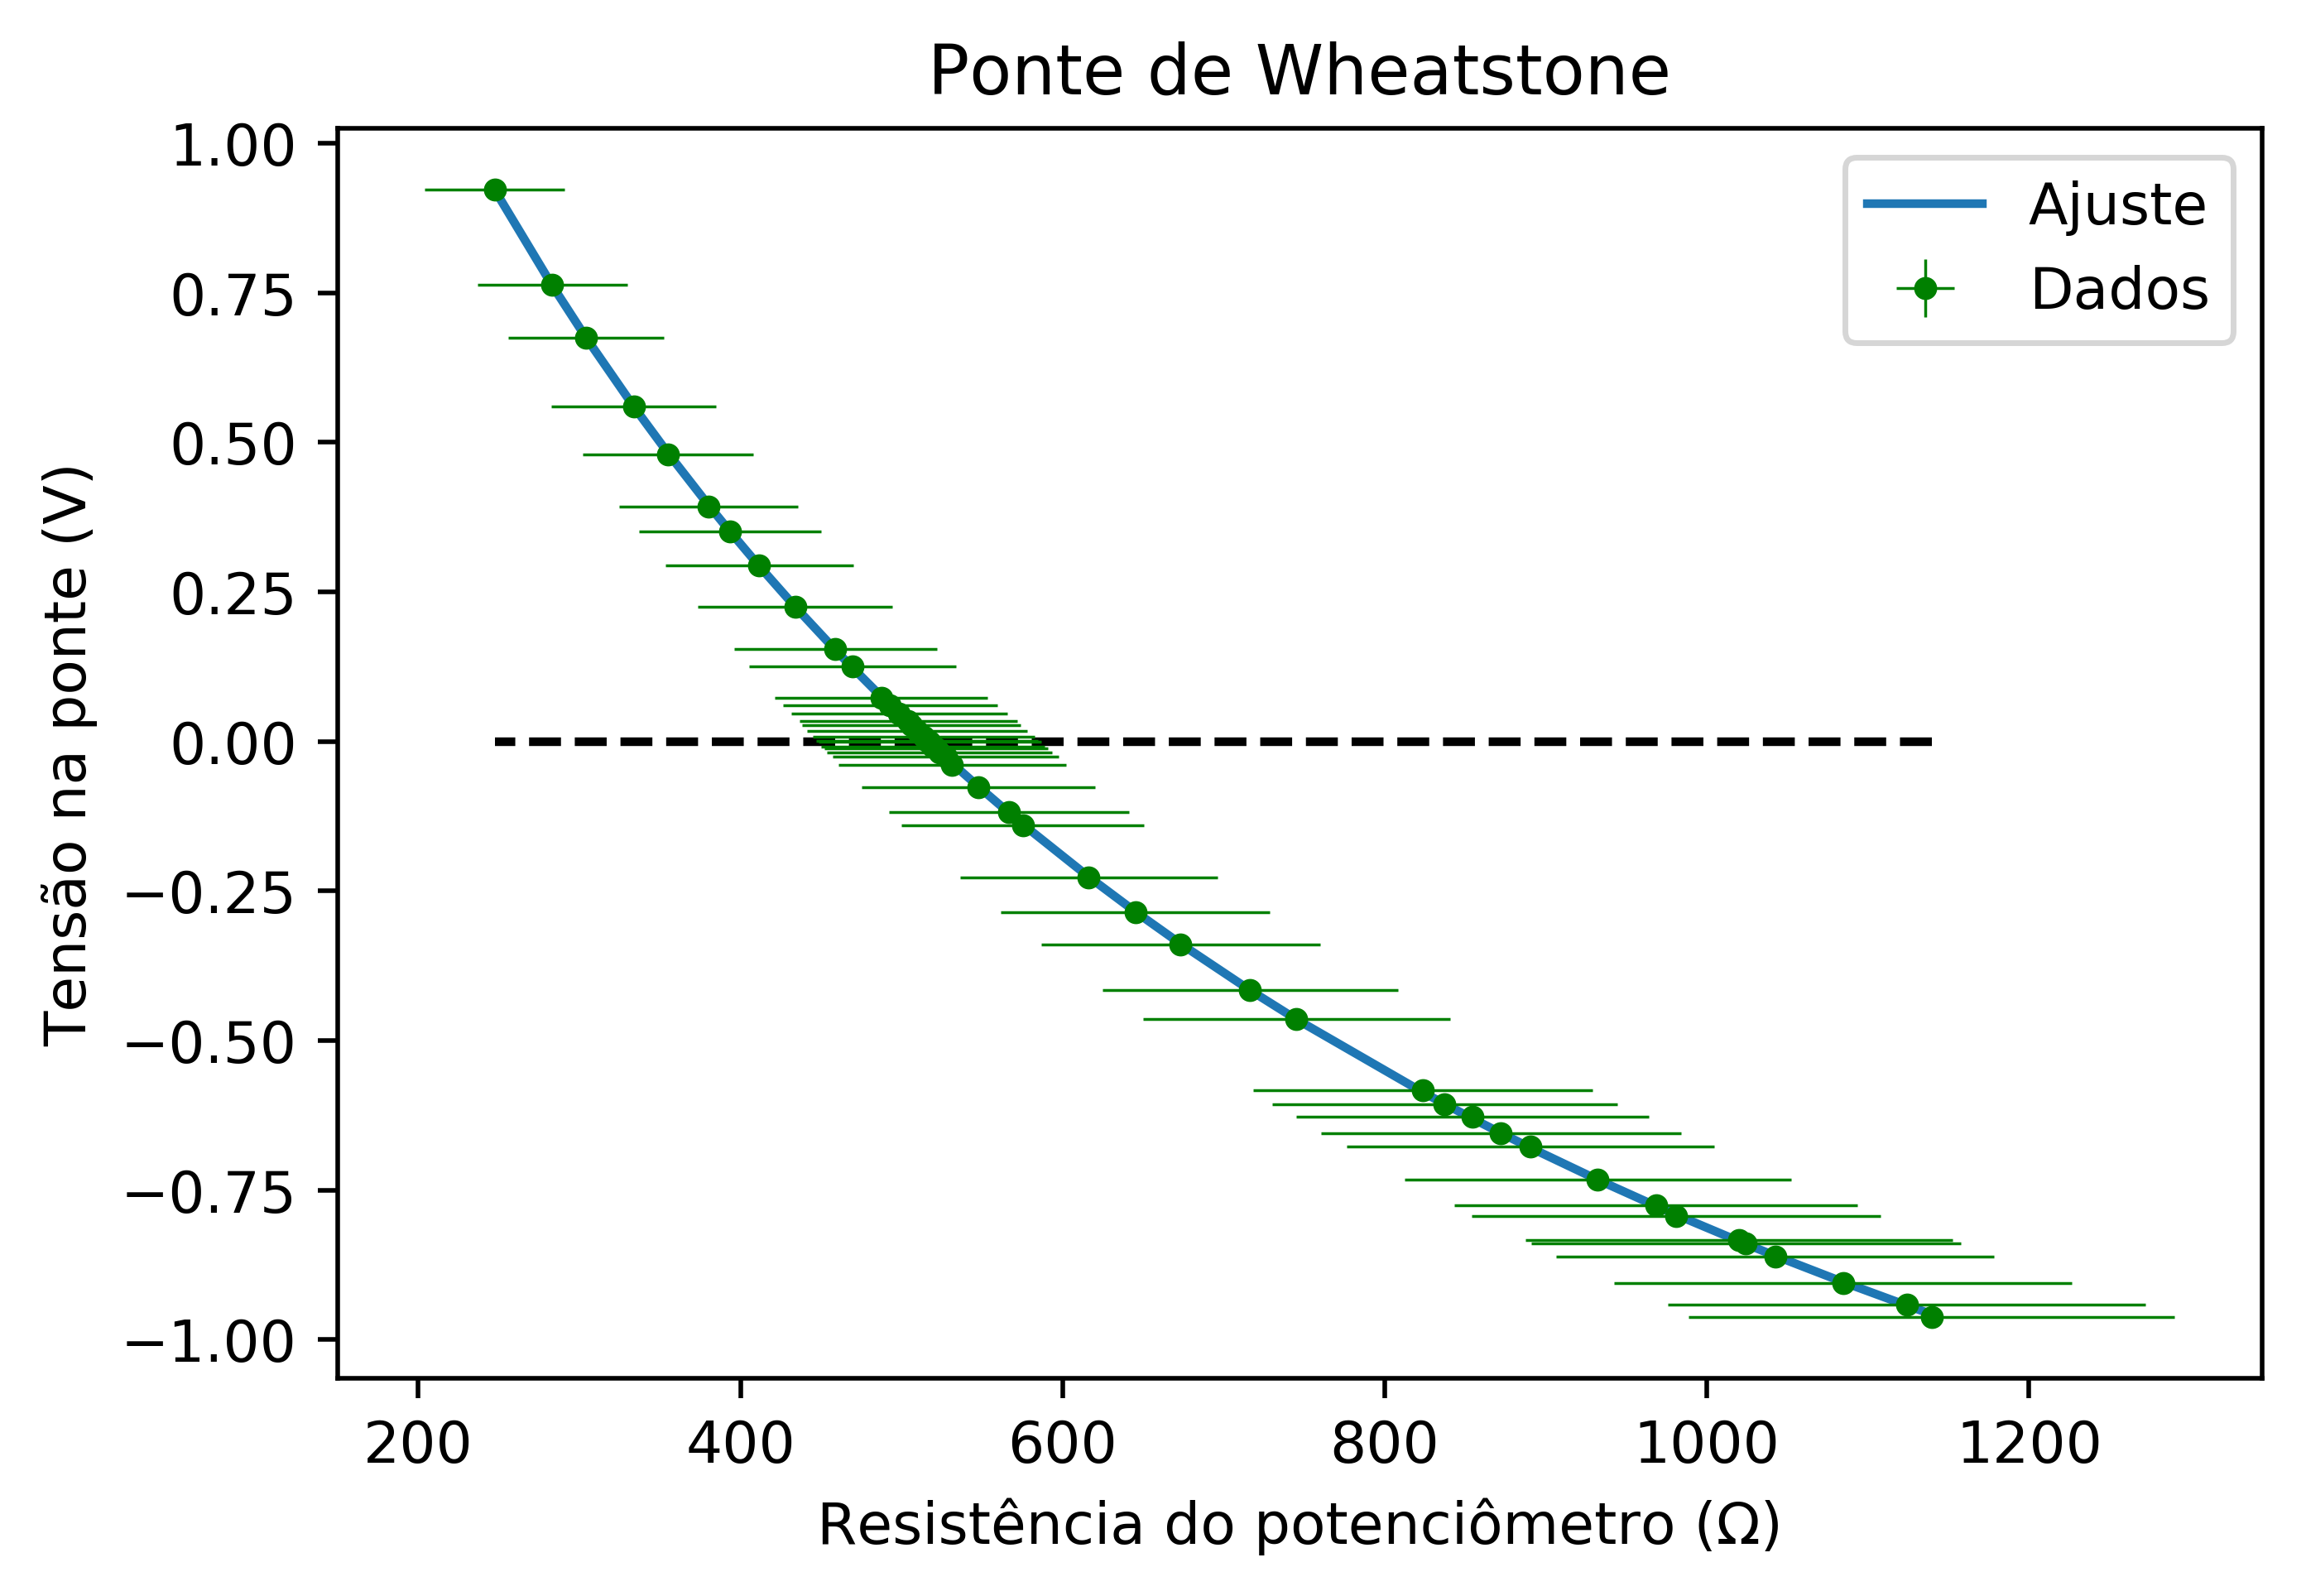 Ponte de Wheatstone
Ajuste
Dados
Tensão na ponte (V)
1.00
0.75
0.50
0.25
0.00
−0.25
−0.50
−0.75
−1.00
200 400 600 800 1000 1200
Resistência do potenciômetro (Ω)